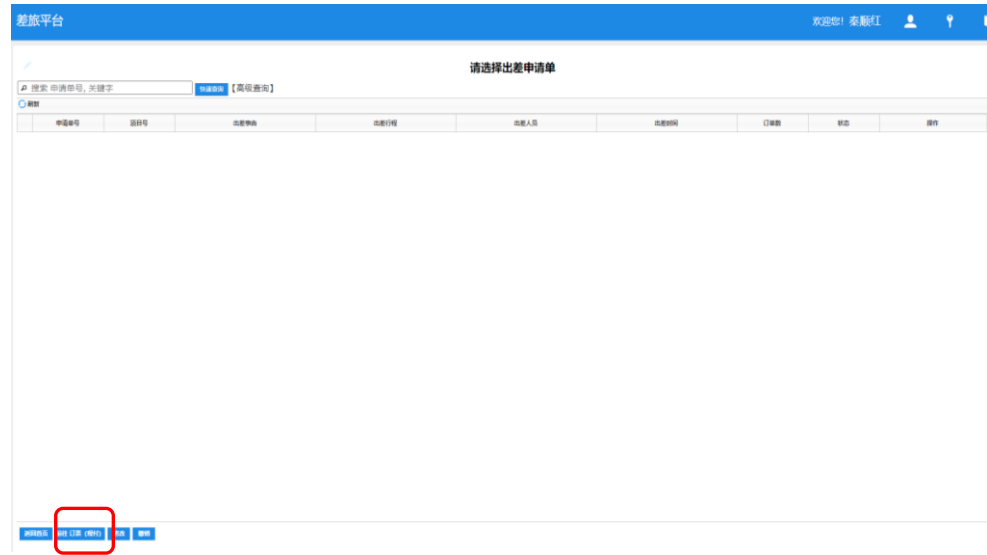 差旅平台 欢迎您! 秦顺红
请选择出差申请单
搜索 申请单号, 关键字 快速查询 【高级查询】
刷新
申请单号 项目号 出差事由 出差行程 出差人员 出差时间 订单数 状态 操作
返回首页 前往订票 (预付) 撤销